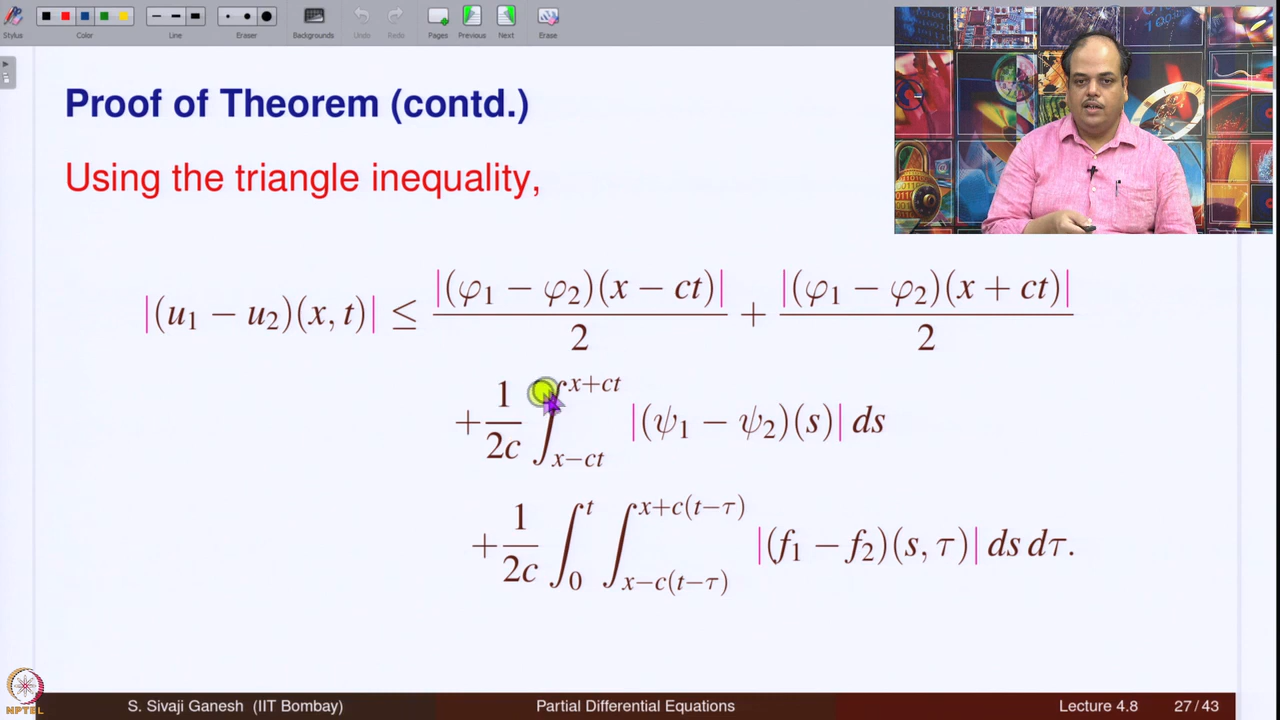 Stylus Color Line Eraser Backgrounds Undo Redo Pages Previous Next Erase
Proof of Theorem (contd.)
Using the triangle inequality,
|(u₁ − u₂)(x, t)| ≤ |(φ₁ − φ₂)(x − ct)| / 2 + |(φ₁ − φ₂)(x + ct)| / 2
+ 1/2c ∫_{x−ct}^{x+ct} |(ψ₁ − ψ₂)(s)| ds
+ 1/2c ∫_0^t ∫_{x−c(t−τ)}^{x+c(t−τ)} |(f₁ − f₂)(s, τ)| ds dτ.
NPTEL
S. Sivaji Ganesh (IIT Bombay) Partial Differential Equations Lecture 4.8 27 / 43